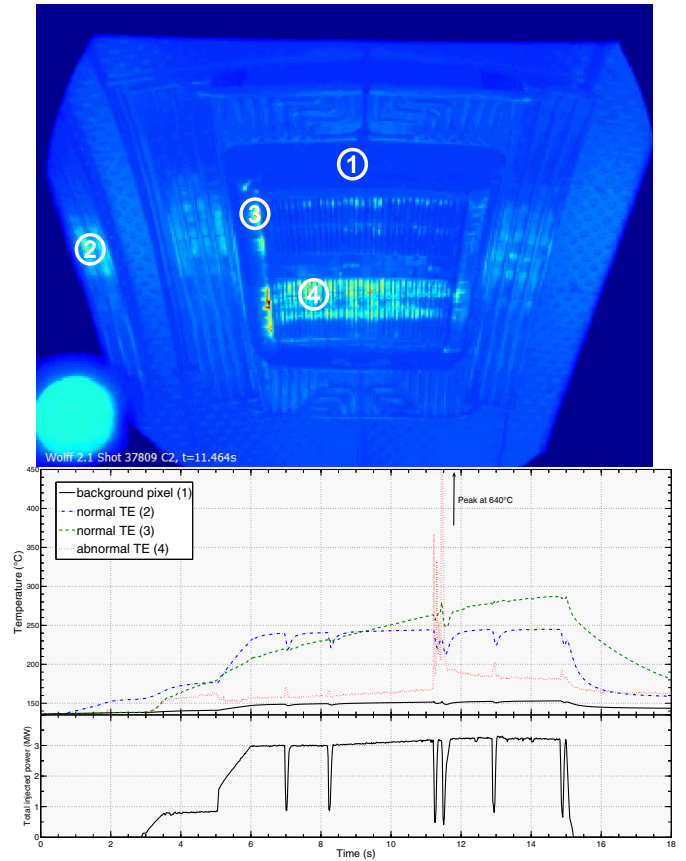 1
2
3
4
Wolff 2.1 Shot 37809 C2, t=11.464s
Temperature (°C)
450
400
350
300
250
200
150
background pixel (1)
normal TE (2)
normal TE (3)
abnormal TE (4)
Peak at 640°C
Total injected power (MW)
3
2
1
0
0 2 4 6 8 10 12 14 16 18
Time (s)